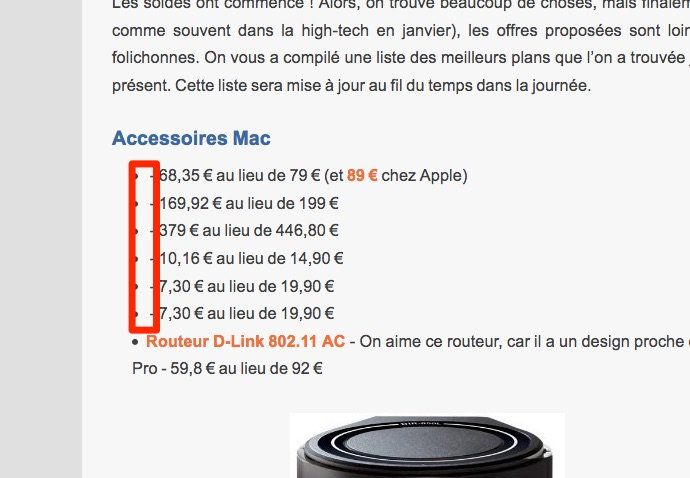 Les soldes ont commencé ! Alors, on trouve beaucoup de choses, mais
comme souvent dans la high-tech en janvier), les offres proposées sont
folichonnes. On vous a compilé une liste des meilleurs plans que l'on a trouvée
présent. Cette liste sera mise à jour au fil du temps dans la journée.
Accessoires Mac
• - 68,35 € au lieu de 79 € (et 89 € chez Apple)
• - 169,92 € au lieu de 199 €
• - 379 € au lieu de 446,80 €
• - 10,16 € au lieu de 14,90 €
• - 7,30 € au lieu de 19,90 €
• - 7,30 € au lieu de 19,90 €
• Routeur D-Link 802.11 AC - On aime ce routeur, car il a un design proche
Pro - 59,8 € au lieu de 92 €
DIR-850L